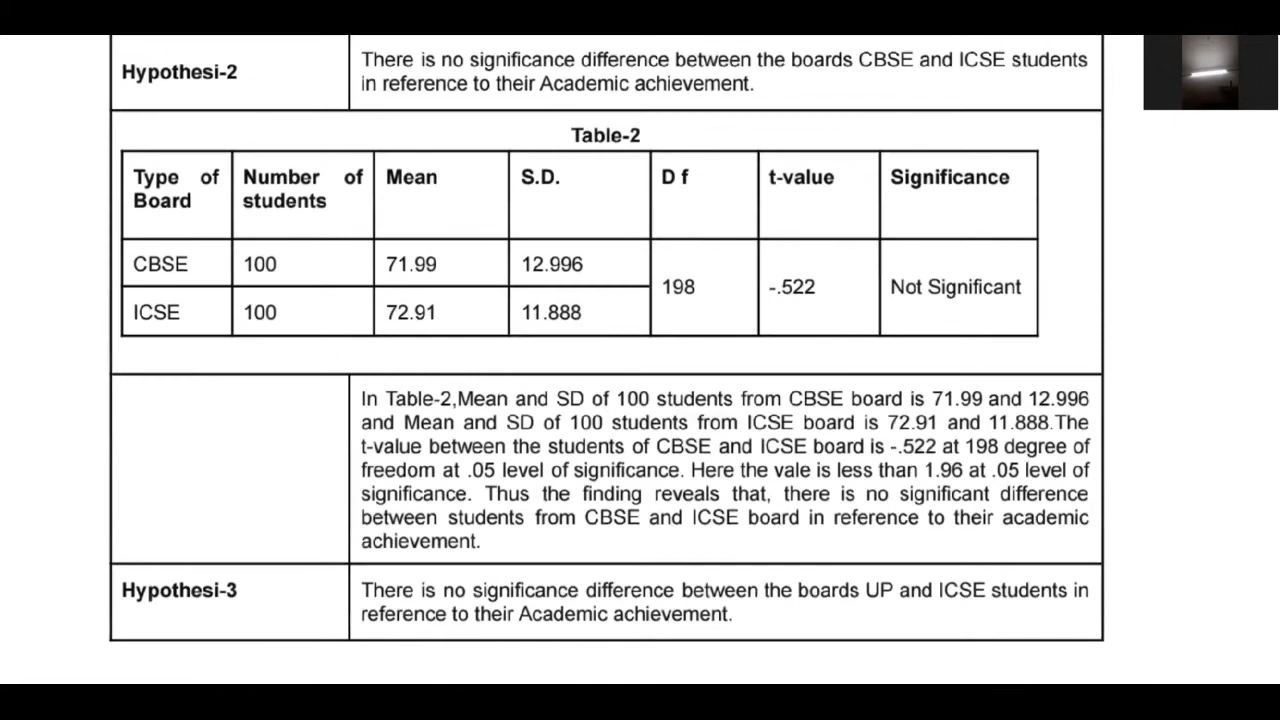 Hypothesi-2
There is no significance difference between the boards CBSE and ICSE students
in reference to their Academic achievement.
Table-2
Type of Board Number of students Mean S.D. D f t-value Significance
CBSE 100 71.99 12.996 198 -.522 Not Significant
ICSE 100 72.91 11.888
In Table-2,Mean and SD of 100 students from CBSE board is 71.99 and 12.996
and Mean and SD of 100 students from ICSE board is 72.91 and 11.888.The
t-value between the students of CBSE and ICSE board is -.522 at 198 degree of
freedom at .05 level of significance. Here the vale is less than 1.96 at .05 level of
significance. Thus the finding reveals that, there is no significant difference
between students from CBSE and ICSE board in reference to their academic
achievement.
Hypothesi-3
There is no significance difference between the boards UP and ICSE students in
reference to their Academic achievement.